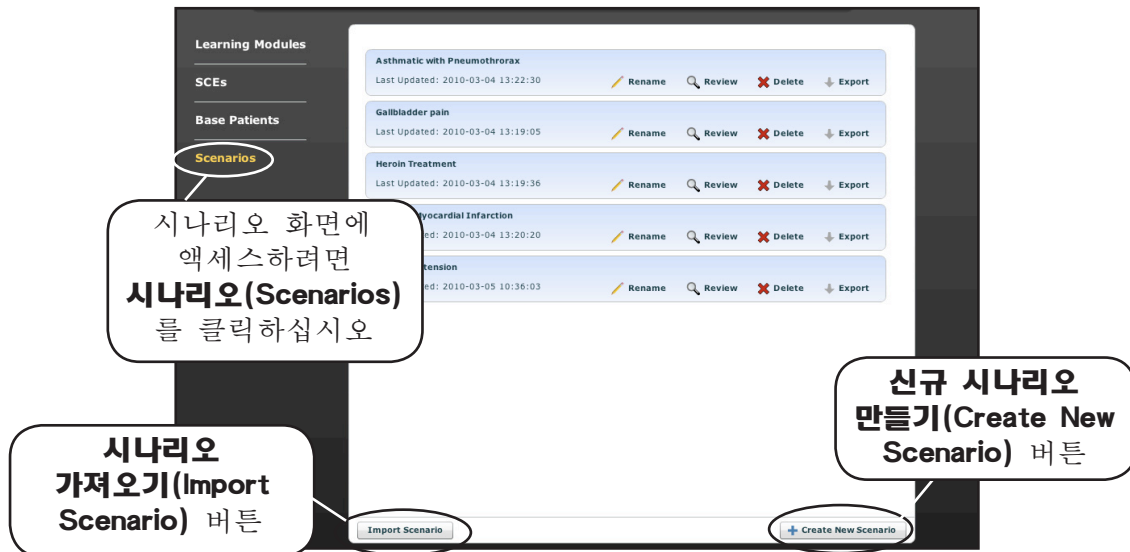 Learning Modules
SCEs
Base Patients
Scenarios
Asthmatic with Pneumothrorax
Last Updated: 2010-03-04 13:22:30 Rename Review Delete Export
Gallbladder pain
Last Updated: 2010-03-04 13:19:05 Rename Review Delete Export
Heroin Treatment
Last Updated: 2010-03-04 13:19:36 Rename Review Delete Export
Infarction
2010-03-04 13:20:20 Rename Review Delete Export
2010-03-05 10:36:03 Rename Review Delete Export
시나리오 화면에
액세스하려면
시나리오(Scenarios)
를 클릭하십시오
신규 시나리오
만들기(Create New
Scenario) 버튼
시나리오
가져오기(Import
Scenario) 버튼
Import Scenario
+ Create New Scenario